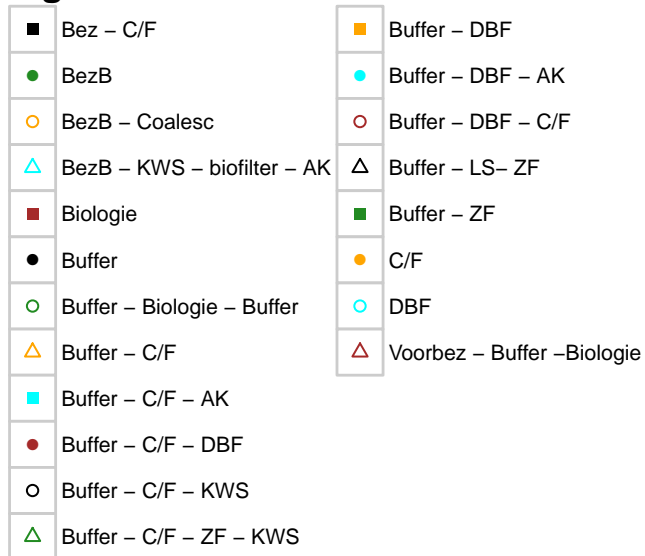 Bez – C/F
BezB
BezB – Coalesc
BezB – KWS – biofilter – AK
Biologie
Buffer
Buffer – Biologie – Buffer
Buffer – C/F
Buffer – C/F – AK
Buffer – C/F – DBF
Buffer – C/F – KWS
Buffer – C/F – ZF – KWS
Buffer – DBF
Buffer – DBF – AK
Buffer – DBF – C/F
Buffer – LS– ZF
Buffer – ZF
C/F
DBF
Voorbez – Buffer –Biologie